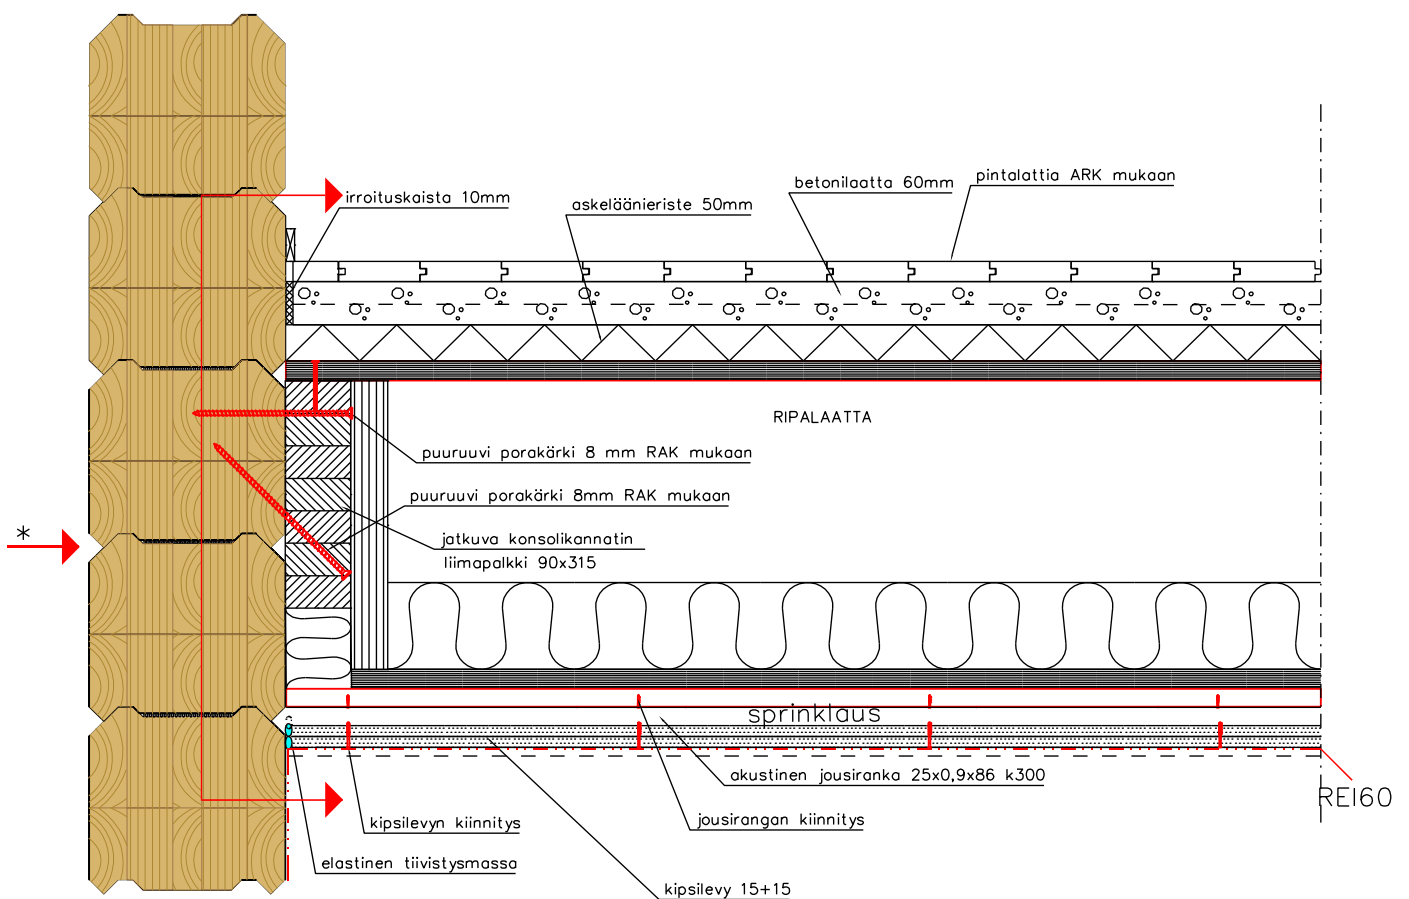 pintalattia ARK mukaan
betonilaatta 60mm
irroituskaista 10mm
askeläänieriste 50mm
RIPALAATTA
puuruuvi porakärki 8 mm RAK mukaan
puuruuvi porakärki 8mm RAK mukaan
*
jatkuva konsolikannatin
liimapalkki 90x315
sprinklaus
akustinen jousiranka 25x0,9x86 k300
REI60
jousirangan kiinnitys
kipsilevyn kiinnitys
elastinen tiivistysmassa
kipsilevy 15+15